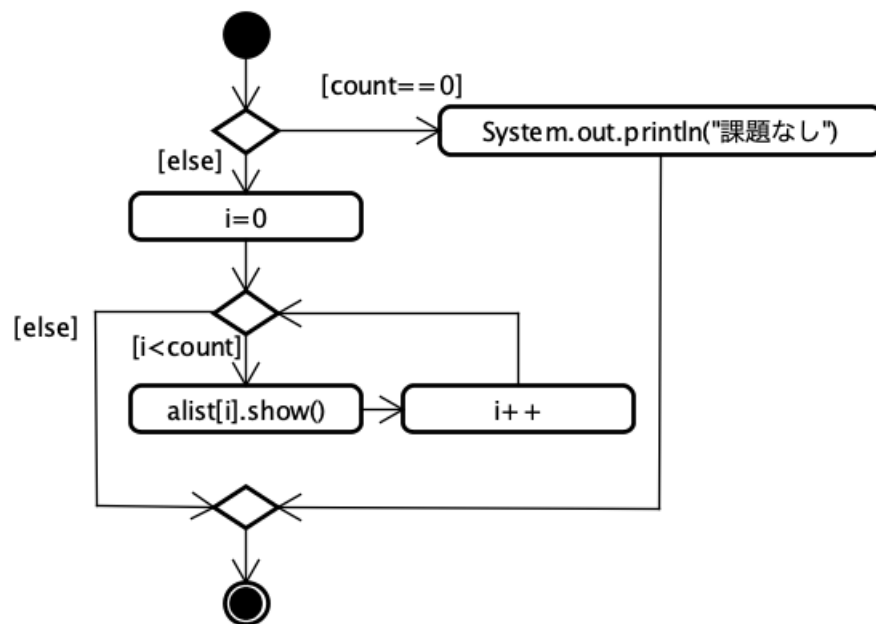 [count==0]
System.out.println("課題なし")
[else]
i=0
[else]
[i<count]
alist[i].show()
i++